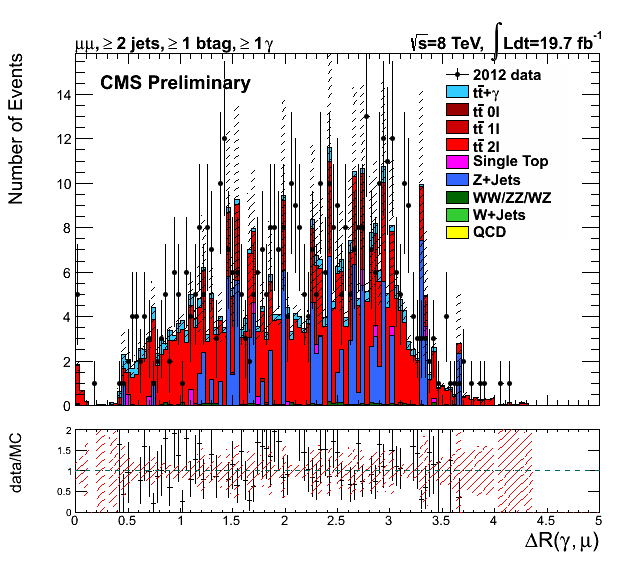 μμ, ≥ 2 jets, ≥ 1 btag, ≥ 1 γ
√s=8 TeV, ∫ Ldt=19.7 fb⁻¹
CMS Preliminary
2012 data
tt̄+γ
tt̄ 0l
tt̄ 1l
tt̄ 2l
Single Top
Z+Jets
WW/ZZ/WZ
W+Jets
QCD
Number of Events
14
12
10
8
6
4
2
0
data/MC
2
1.5
1
0.5
0
0 0.5 1 1.5 2 2.5 3 3.5 4 4.5 5
ΔR(γ, μ)